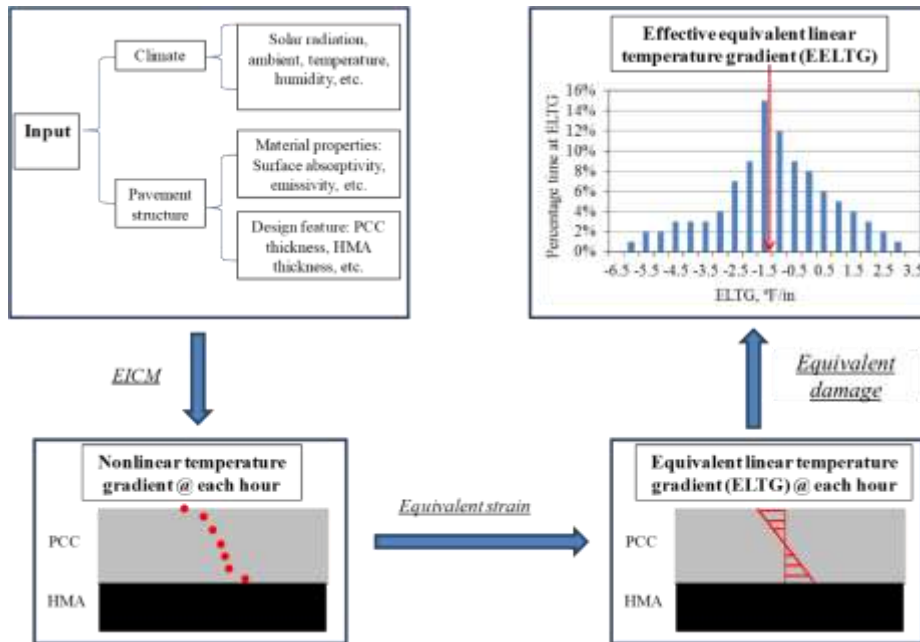 Input
Climate
Solar radiation,
ambient, temperature,
humidity, etc.
Pavement
structure
Material properties:
Surface absorptivity,
emissivity, etc.
Design feature: PCC
thickness, HMA
thickness, etc.
EICM
Nonlinear temperature
gradient @ each hour
PCC
HMA
Equivalent strain
Equivalent linear temperature
gradient (ELTG) @ each hour
PCC
HMA
Equivalent
damage
Effective equivalent linear
temperature gradient (EELTG)
Percentage time at ELTG
16%
14%
12%
10%
8%
6%
4%
2%
0%
-6.5 -5.5 -4.5 -3.5 -2.5 -1.5 -0.5 0.5 1.5 2.5 3.5
ELTG, °F/in